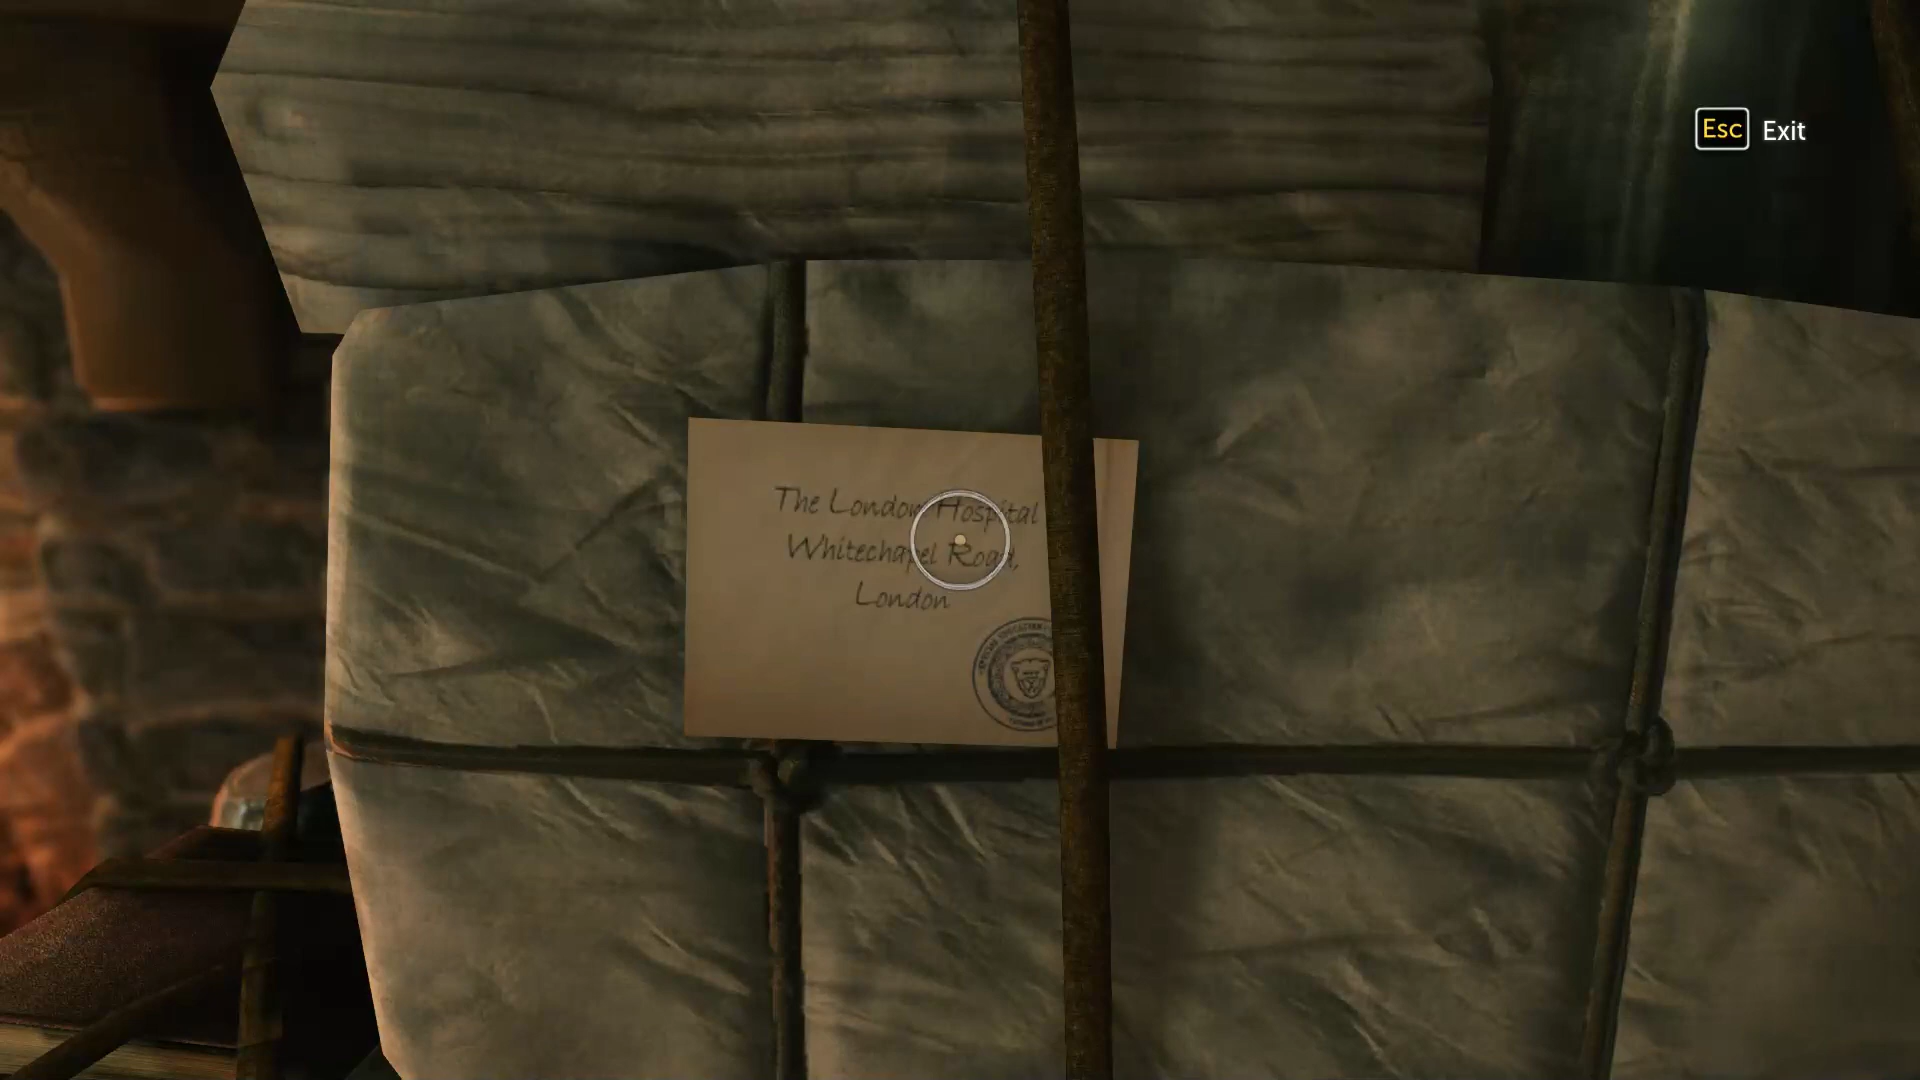 Esc Exit
The London Hospital
Whitechapel Road,
London